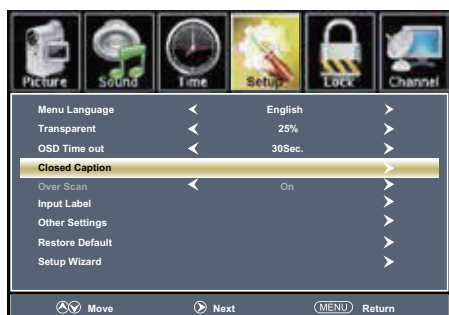 Picture Sound Time Setup Lock Channel
Menu Language English
Transparent 25%
OSD Time out 30Sec.
Closed Caption
Over Scan On
Input Label
Other Settings
Restore Default
Setup Wizard
Move Next MENU Return